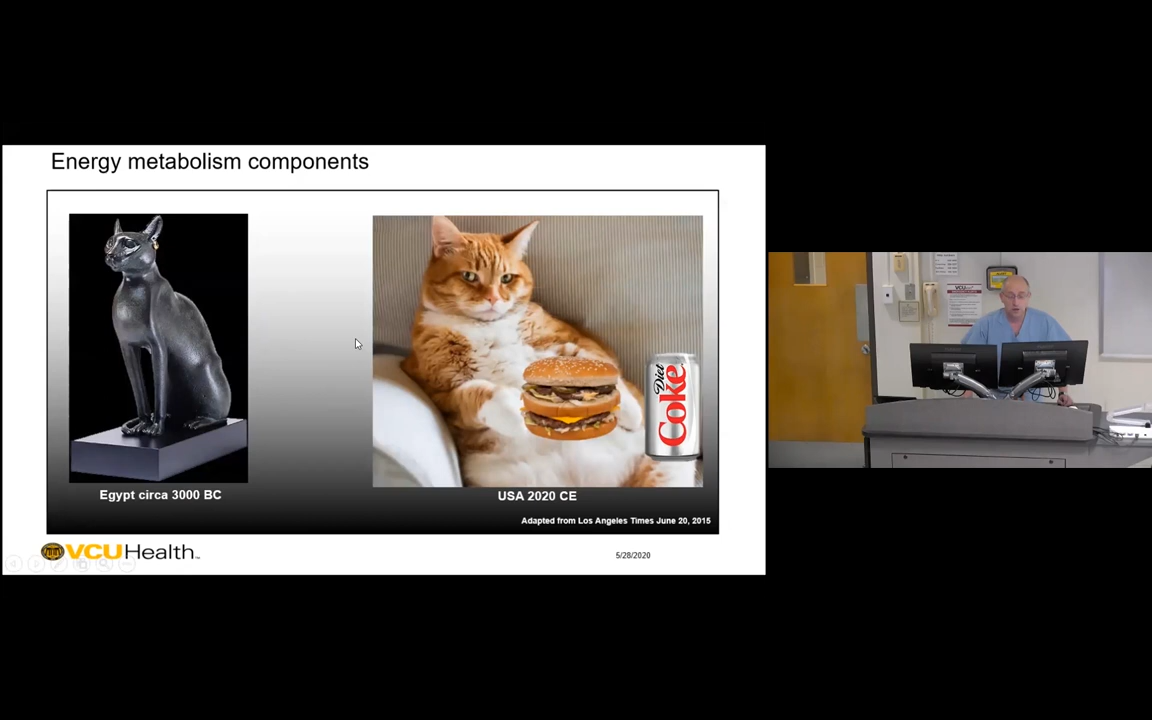 Energy metabolism components
Diet
Coke
Egypt circa 3000 BC
USA 2020 CE
Adapted from Los Angeles Times June 20, 2015
VCUHealth™
5/28/2020
VCU